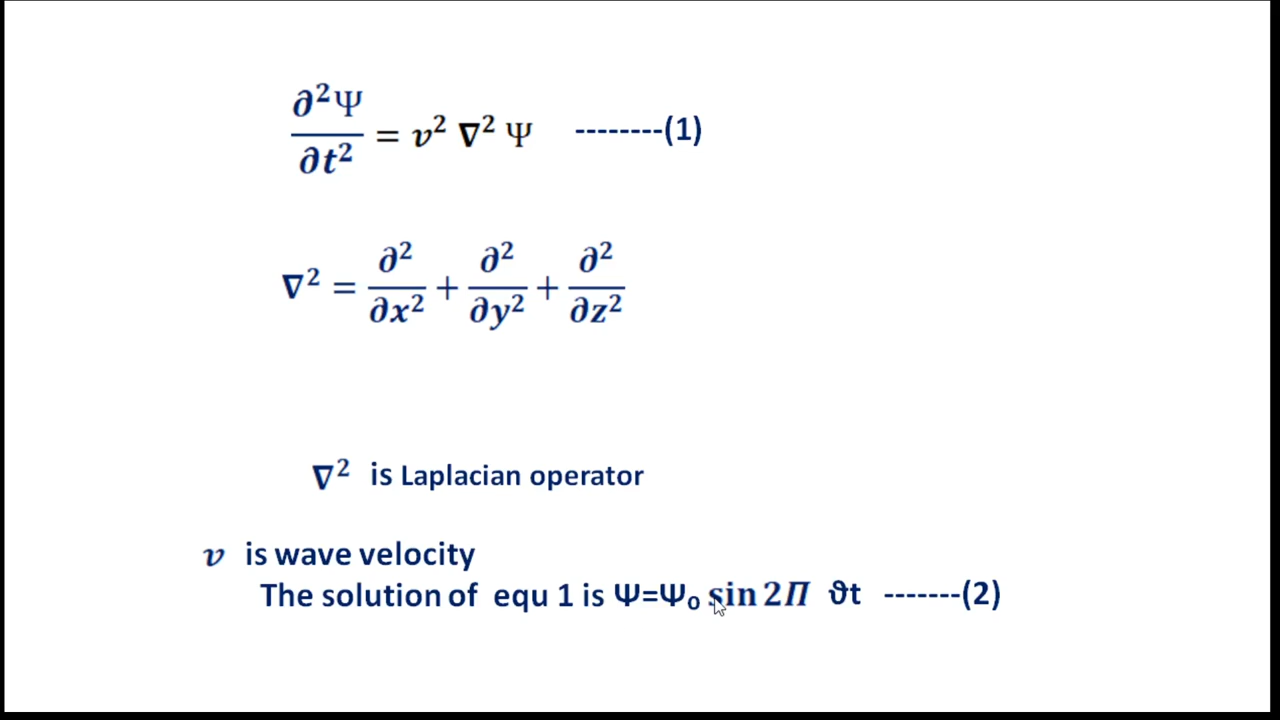 ∂²Ψ/∂t² = v² ∇² Ψ --------(1)
∇² = ∂²/∂x² + ∂²/∂y² + ∂²/∂z²
∇² is Laplacian operator
v is wave velocity
The solution of equ 1 is Ψ=Ψ₀ sin 2Π ϑt -------(2)